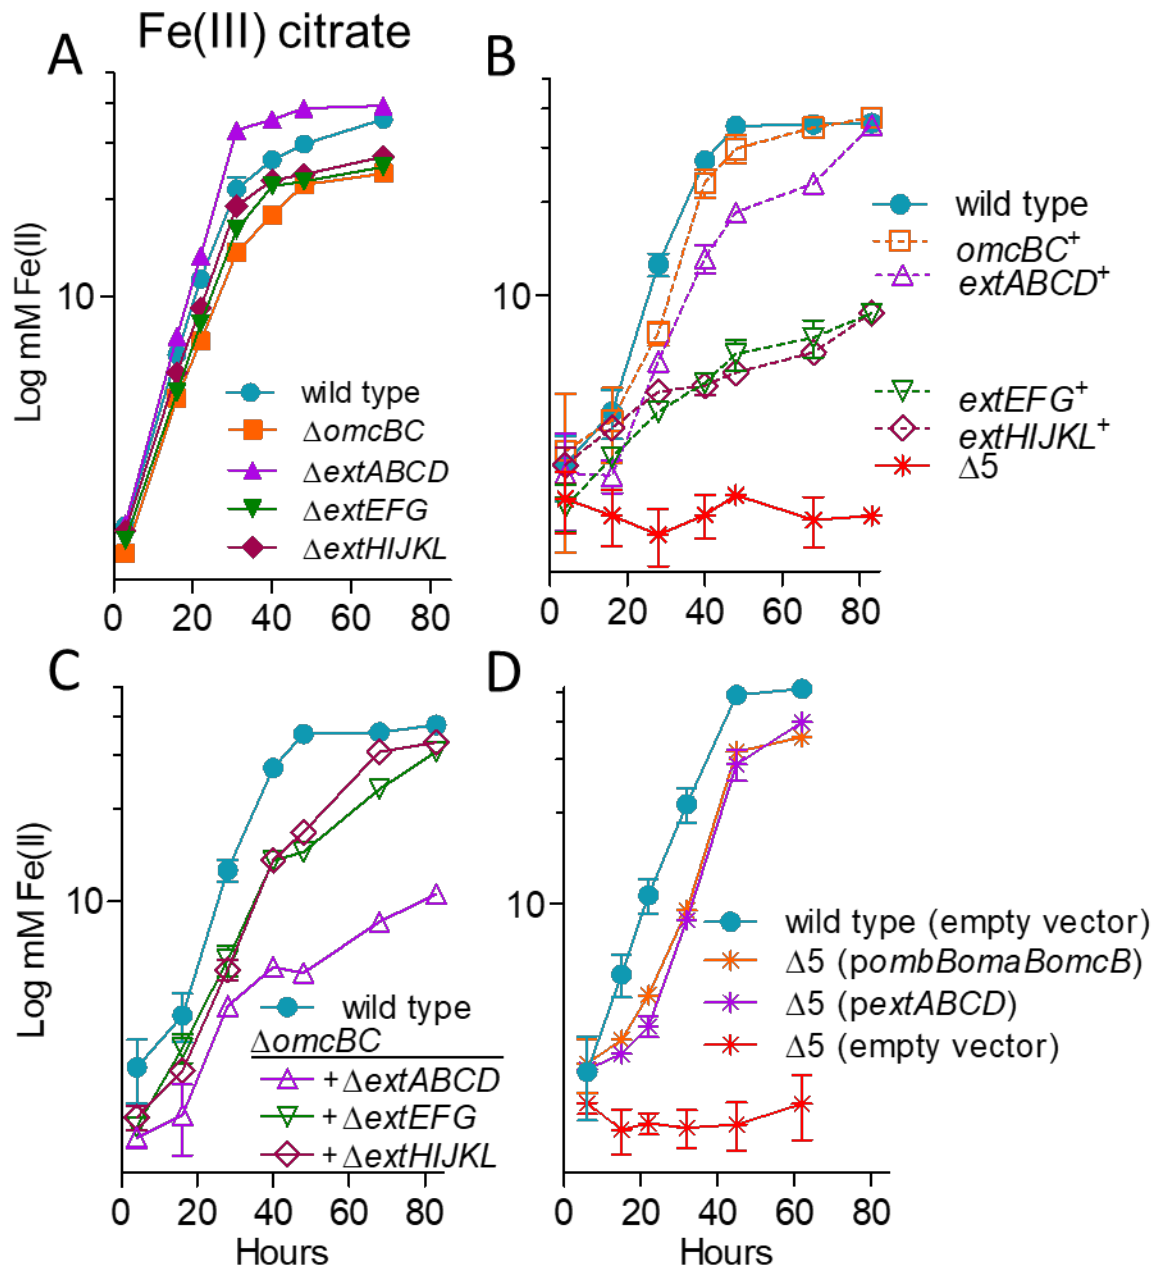 Fe(III) citrate
A
Log mM Fe(II)
10
wild type
ΔomcBC
ΔextABCD
ΔextEFG
ΔextHIJKL
0 20 40 60 80
B
10
wild type
omcBC⁺
extABCD⁺
extEFG⁺
extHIJKL⁺
Δ5
0 20 40 60 80
C
Log mM Fe(II)
10
wild type
ΔomcBC
+ ΔextABCD
+ ΔextEFG
+ ΔextHIJKL
0 20 40 60 80
Hours
D
10
wild type (empty vector)
Δ5 (pombBomaBomcB)
Δ5 (pextABCD)
Δ5 (empty vector)
0 20 40 60 80
Hours